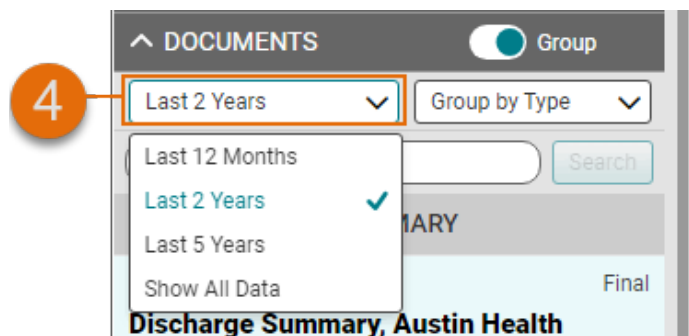 DOCUMENTS Group
4 Last 2 Years Group by Type
Last 12 Months Search
Last 2 Years
Last 5 Years
Show All Data Final
Discharge Summary, Austin Health